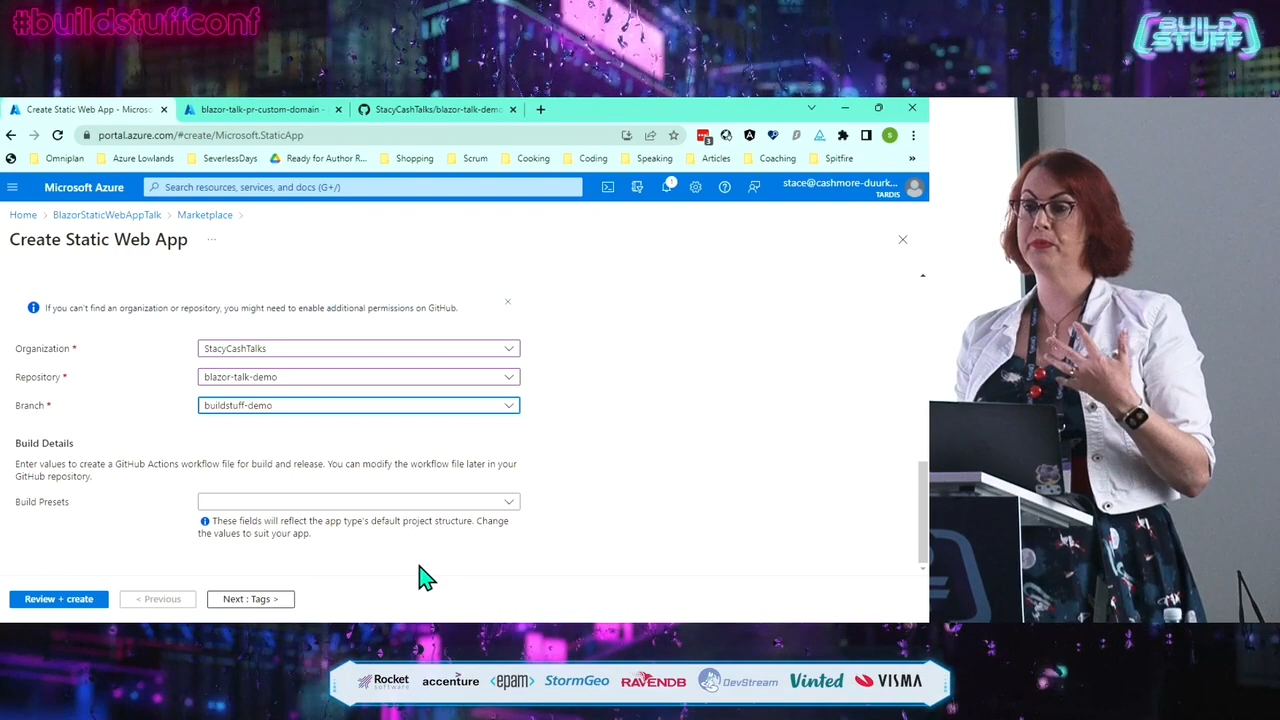 #buildstuffconf
BUILD
STUFF
Create Static Web App - Microso
blazor-talk-pr-custom-domain -
StacyCashTalks/blazor-talk-demo
portal.azure.com/#create/Microsoft.StaticApp
3
S
Omniplan
Azure Lowlands
SeverlessDays
Ready for Author R...
Shopping
Scrum
Cooking
Coding
Speaking
Articles
Coaching
Spitfire
»
Microsoft Azure
Search resources, services, and docs (G+/)
1
stace@cashmore-duurk...
TARDIS
Home > BlazorStaticWebAppTalk > Marketplace >
Create Static Web App ...
If you can't find an organization or repository, you might need to enable additional permissions on GitHub.
Organization *
StacyCashTalks
Repository *
blazor-talk-demo
Branch *
buildstuff-demo
Build Details
Enter values to create a GitHub Actions workflow file for build and release. You can modify the workflow file later in your
GitHub repository.
Build Presets
These fields will reflect the app type's default project structure. Change
the values to suit your app.
Review + create
< Previous
Next : Tags >
Rocket
software
accenture
<epam>
StormGeo
RAVENDB
DevStream
Vinted
VISMA